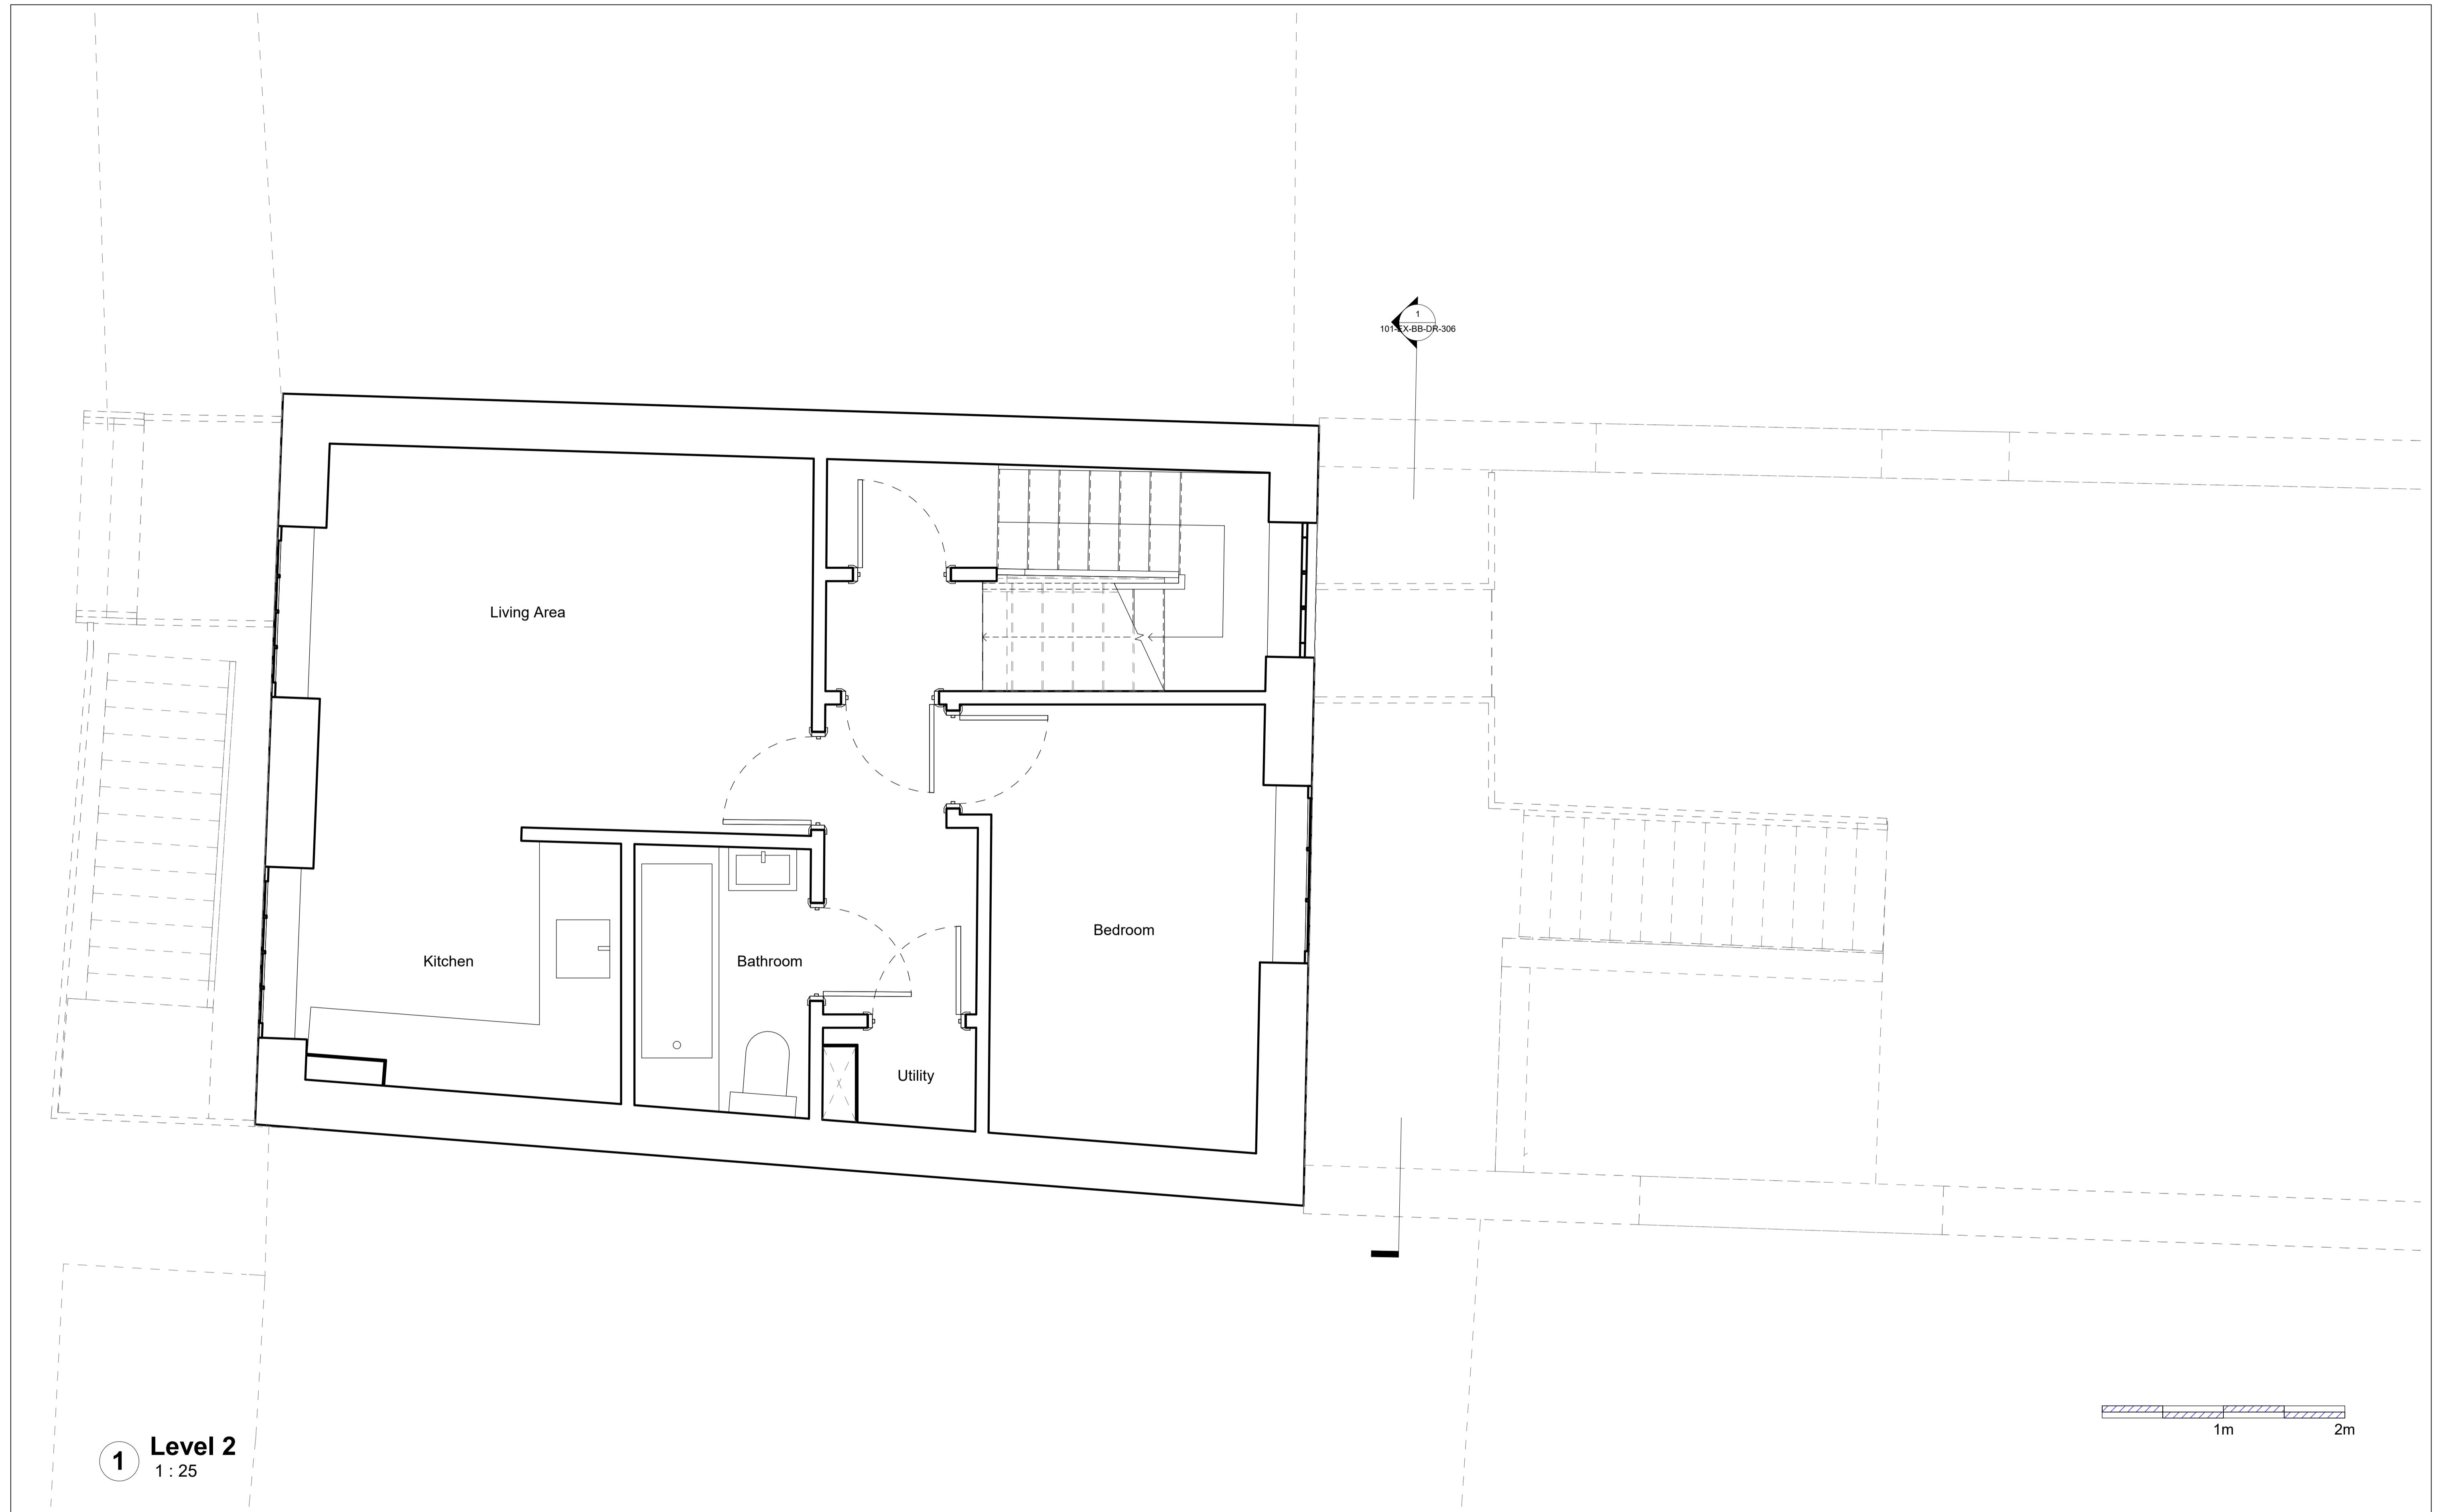 1
101-EX-BB-DR-306
Living Area
Bedroom
Kitchen
Bathroom
Utility
1m
2m
1
Level 2
1 : 25